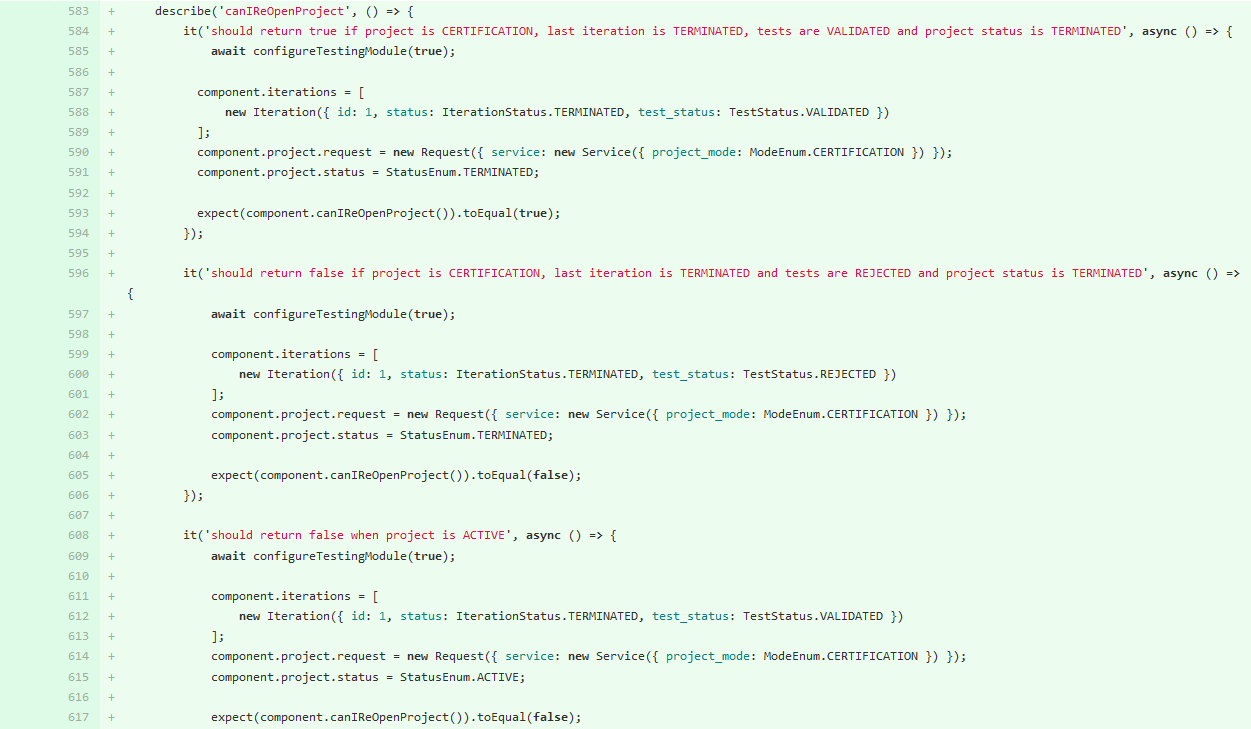 583 + describe('canIReOpenProject', () => {
584 + it('should return true if project is CERTIFICATION, last iteration is TERMINATED, tests are VALIDATED and project status is TERMINATED', async () => {
585 + await configureTestingModule(true);
586 +
587 + component.iterations = [
588 + new Iteration({ id: 1, status: IterationStatus.TERMINATED, test_status: TestStatus.VALIDATED })
589 + ];
590 + component.project.request = new Request({ service: new Service({ project_mode: ModeEnum.CERTIFICATION }) });
591 + component.project.status = StatusEnum.TERMINATED;
592 +
593 + expect(component.canIReOpenProject()).toEqual(true);
594 + });
595 +
596 + it('should return false if project is CERTIFICATION, last iteration is TERMINATED and tests are REJECTED and project status is TERMINATED', async () =>
{
597 + await configureTestingModule(true);
598 +
599 + component.iterations = [
600 + new Iteration({ id: 1, status: IterationStatus.TERMINATED, test_status: TestStatus.REJECTED })
601 + ];
602 + component.project.request = new Request({ service: new Service({ project_mode: ModeEnum.CERTIFICATION }) });
603 + component.project.status = StatusEnum.TERMINATED;
604 +
605 + expect(component.canIReOpenProject()).toEqual(false);
606 + });
607 +
608 + it('should return false when project is ACTIVE', async () => {
609 + await configureTestingModule(true);
610 +
611 + component.iterations = [
612 + new Iteration({ id: 1, status: IterationStatus.TERMINATED, test_status: TestStatus.VALIDATED })
613 + ];
614 + component.project.request = new Request({ service: new Service({ project_mode: ModeEnum.CERTIFICATION }) });
615 + component.project.status = StatusEnum.ACTIVE;
616 +
617 + expect(component.canIReOpenProject()).toEqual(false);